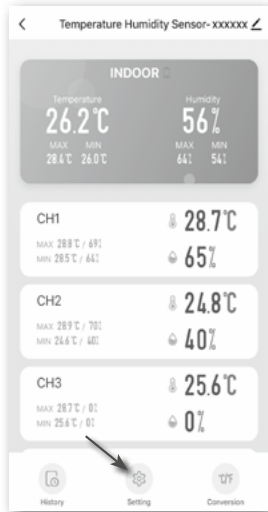 Temperature Humidity Sensor- xxxxxx
INDOOR
Temperature Humidity
26.2℃ 56%
MAX MIN MAX MIN
28.4℃ 26.0℃ 64% 54%
CH1 28.7℃
MAX 28.8℃ / 69%
MIN 28.5℃ / 64% 65%
CH2 24.8℃
MAX 28.9℃ / 70%
MIN 24.6℃ / 40% 40%
CH3 25.6℃
MAX 28.7℃ / 0%
MIN 25.6℃ / 0% 0%
History Setting Conversion